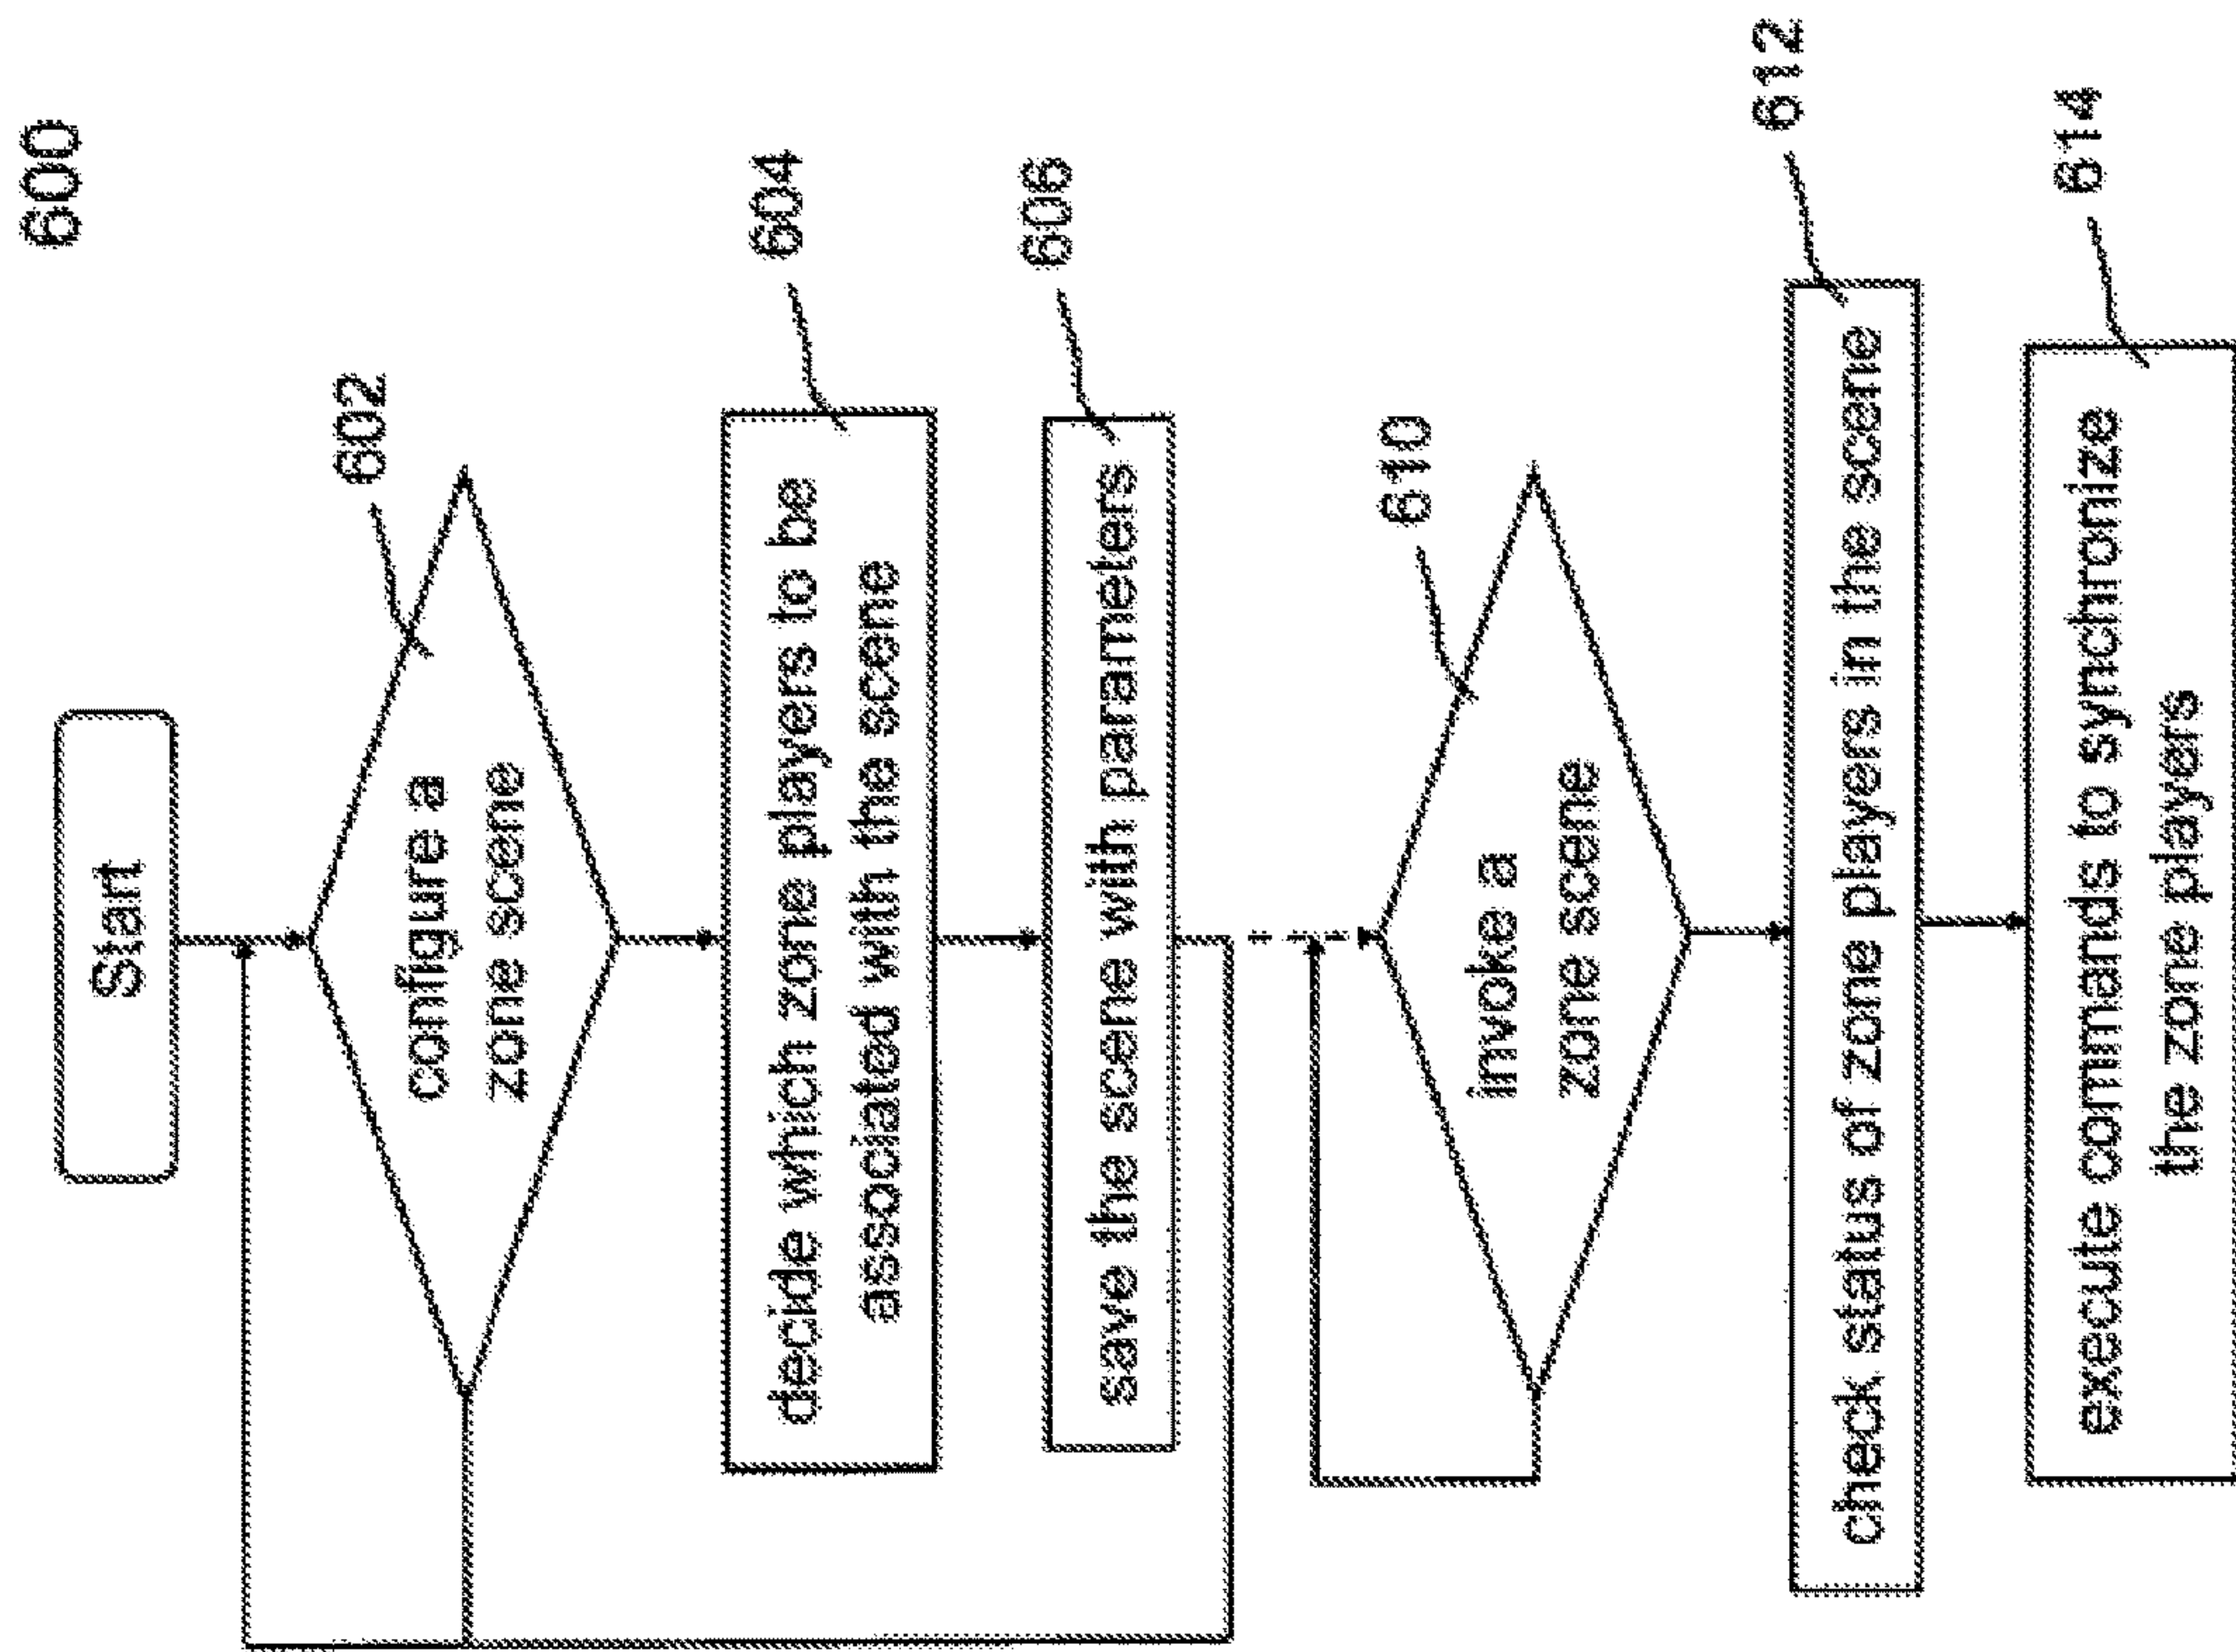 600
Start
602
configure a
zone scene
604
decide which zone players to be
associated with the scene
606
save the scene with parameters
610
invoke a
zone scene
612
check status of zone players in the scene
614
execute commands to synchronize
the zone players